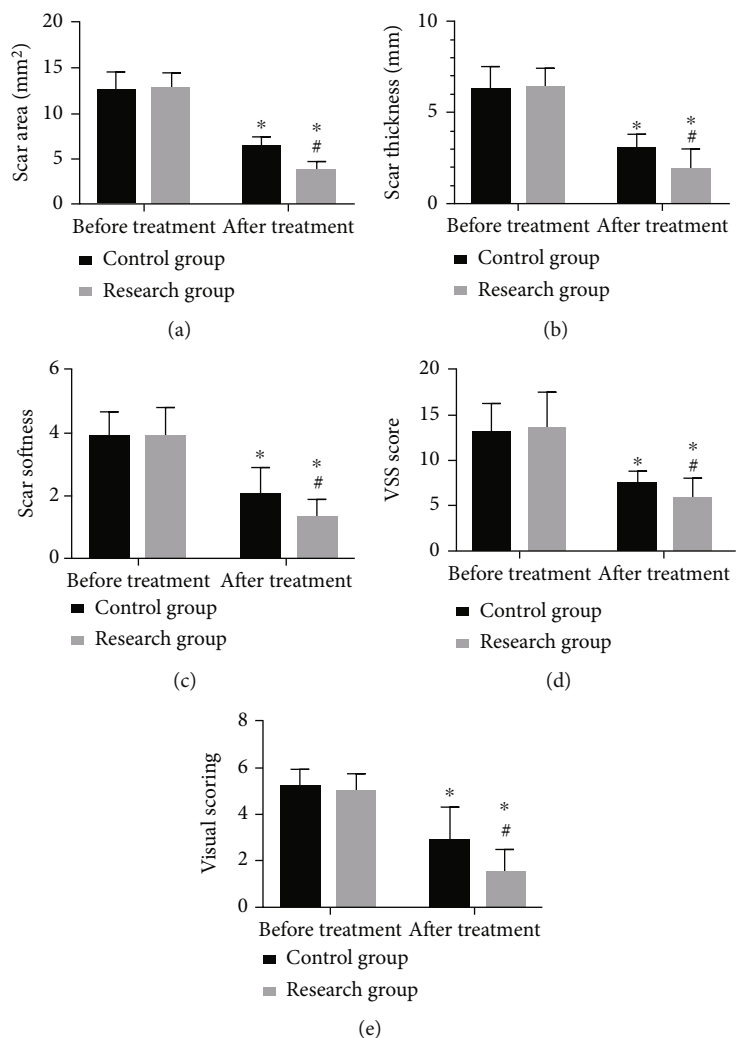 Scar area (mm²)
20
15
10
5
0
*
*
#
Before treatment After treatment
Control group
Research group
(a)
Scar thickness (mm)
10
5
0
*
*
#
Before treatment After treatment
Control group
Research group
(b)
Scar softness
6
4
2
0
*
*
#
Before treatment After treatment
Control group
Research group
(c)
VSS score
20
15
10
5
0
*
*
#
Before treatment After treatment
Control group
Research group
(d)
Visual scoring
8
6
4
2
0
*
*
#
Before treatment After treatment
Control group
Research group
(e)